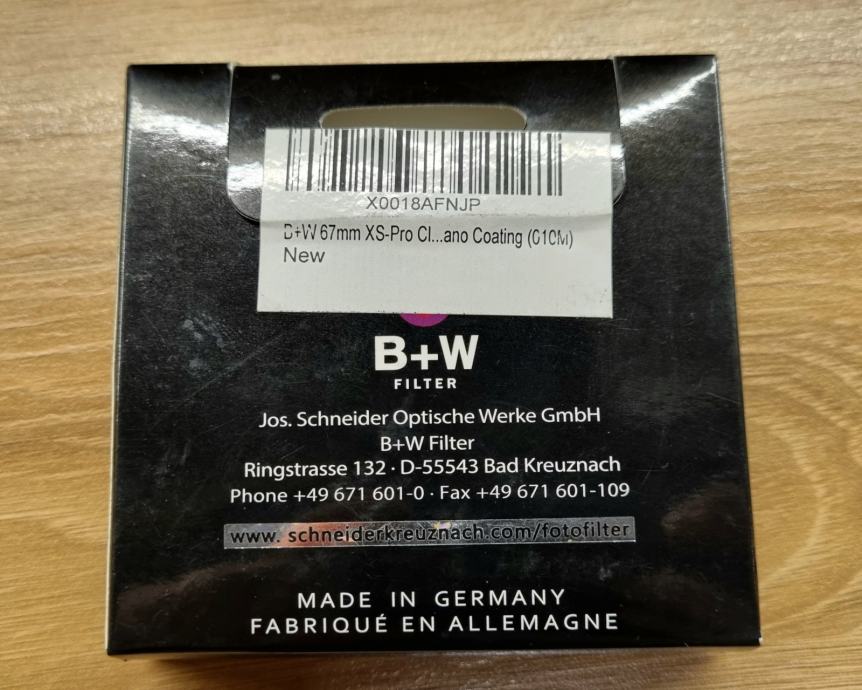 X0018AFNJP
B+W 67mm XS-Pro Cl...ano Coating (010M)
New
B+W
FILTER
Jos. Schneider Optische Werke GmbH
B+W Filter
Ringstrasse 132 · D-55543 Bad Kreuznach
Phone +49 671 601-0 · Fax +49 671 601-109
www.schneiderkreuznach.com/fotofilter
MADE IN GERMANY
FABRIQUÉ EN ALLEMAGNE